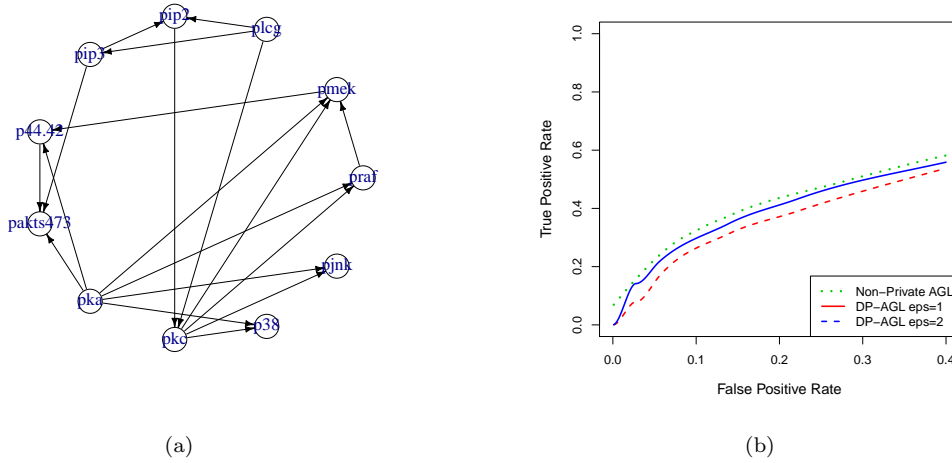 pip2
plcg
pip3
pmek
p44.42
praf
pakts473
pjnk
pka
p38
pkc
(a)
1.0
0.8
0.6
0.4
0.2
0.0
True Positive Rate
Non−Private AGL
DP−AGL eps=1
DP−AGL eps=2
0.0 0.1 0.2 0.3 0.4
False Positive Rate
(b)